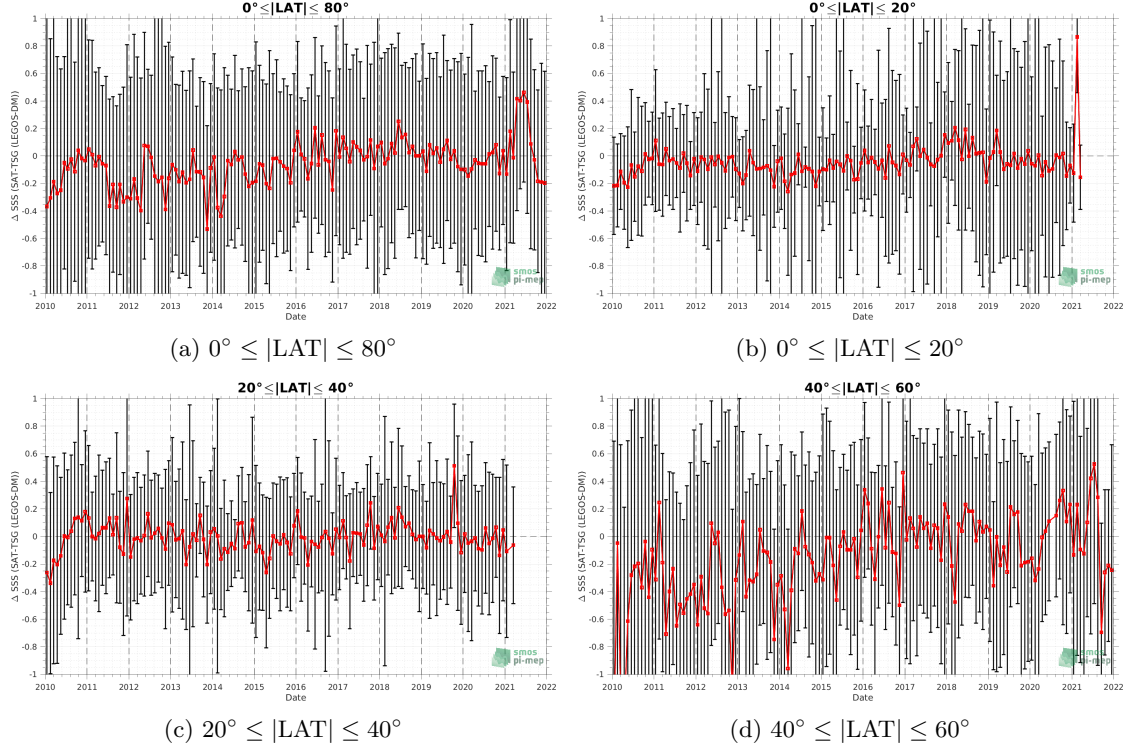 0°≤|LAT|≤ 80°
Δ SSS (SAT-TSG (LEGOS-DM))
1
0.8
0.6
0.4
0.2
0
-0.2
-0.4
-0.6
-0.8
-1
smos
pi-mep
2010 2011 2012 2013 2014 2015 2016 2017 2018 2019 2020 2021 2022
Date
(a) 0° ≤ |LAT| ≤ 80°
0°≤|LAT|≤ 20°
Δ SSS (SAT-TSG (LEGOS-DM))
1
0.8
0.6
0.4
0.2
0
-0.2
-0.4
-0.6
-0.8
-1
smos
pi-mep
2010 2011 2012 2013 2014 2015 2016 2017 2018 2019 2020 2021 2022
Date
(b) 0° ≤ |LAT| ≤ 20°
20°≤|LAT|≤ 40°
Δ SSS (SAT-TSG (LEGOS-DM))
1
0.8
0.6
0.4
0.2
0
-0.2
-0.4
-0.6
-0.8
-1
smos
pi-mep
2010 2011 2012 2013 2014 2015 2016 2017 2018 2019 2020 2021 2022
Date
(c) 20° ≤ |LAT| ≤ 40°
40°≤|LAT|≤ 60°
Δ SSS (SAT-TSG (LEGOS-DM))
1
0.8
0.6
0.4
0.2
0
-0.2
-0.4
-0.6
-0.8
-1
smos
pi-mep
2010 2011 2012 2013 2014 2015 2016 2017 2018 2019 2020 2021 2022
Date
(d) 40° ≤ |LAT| ≤ 60°